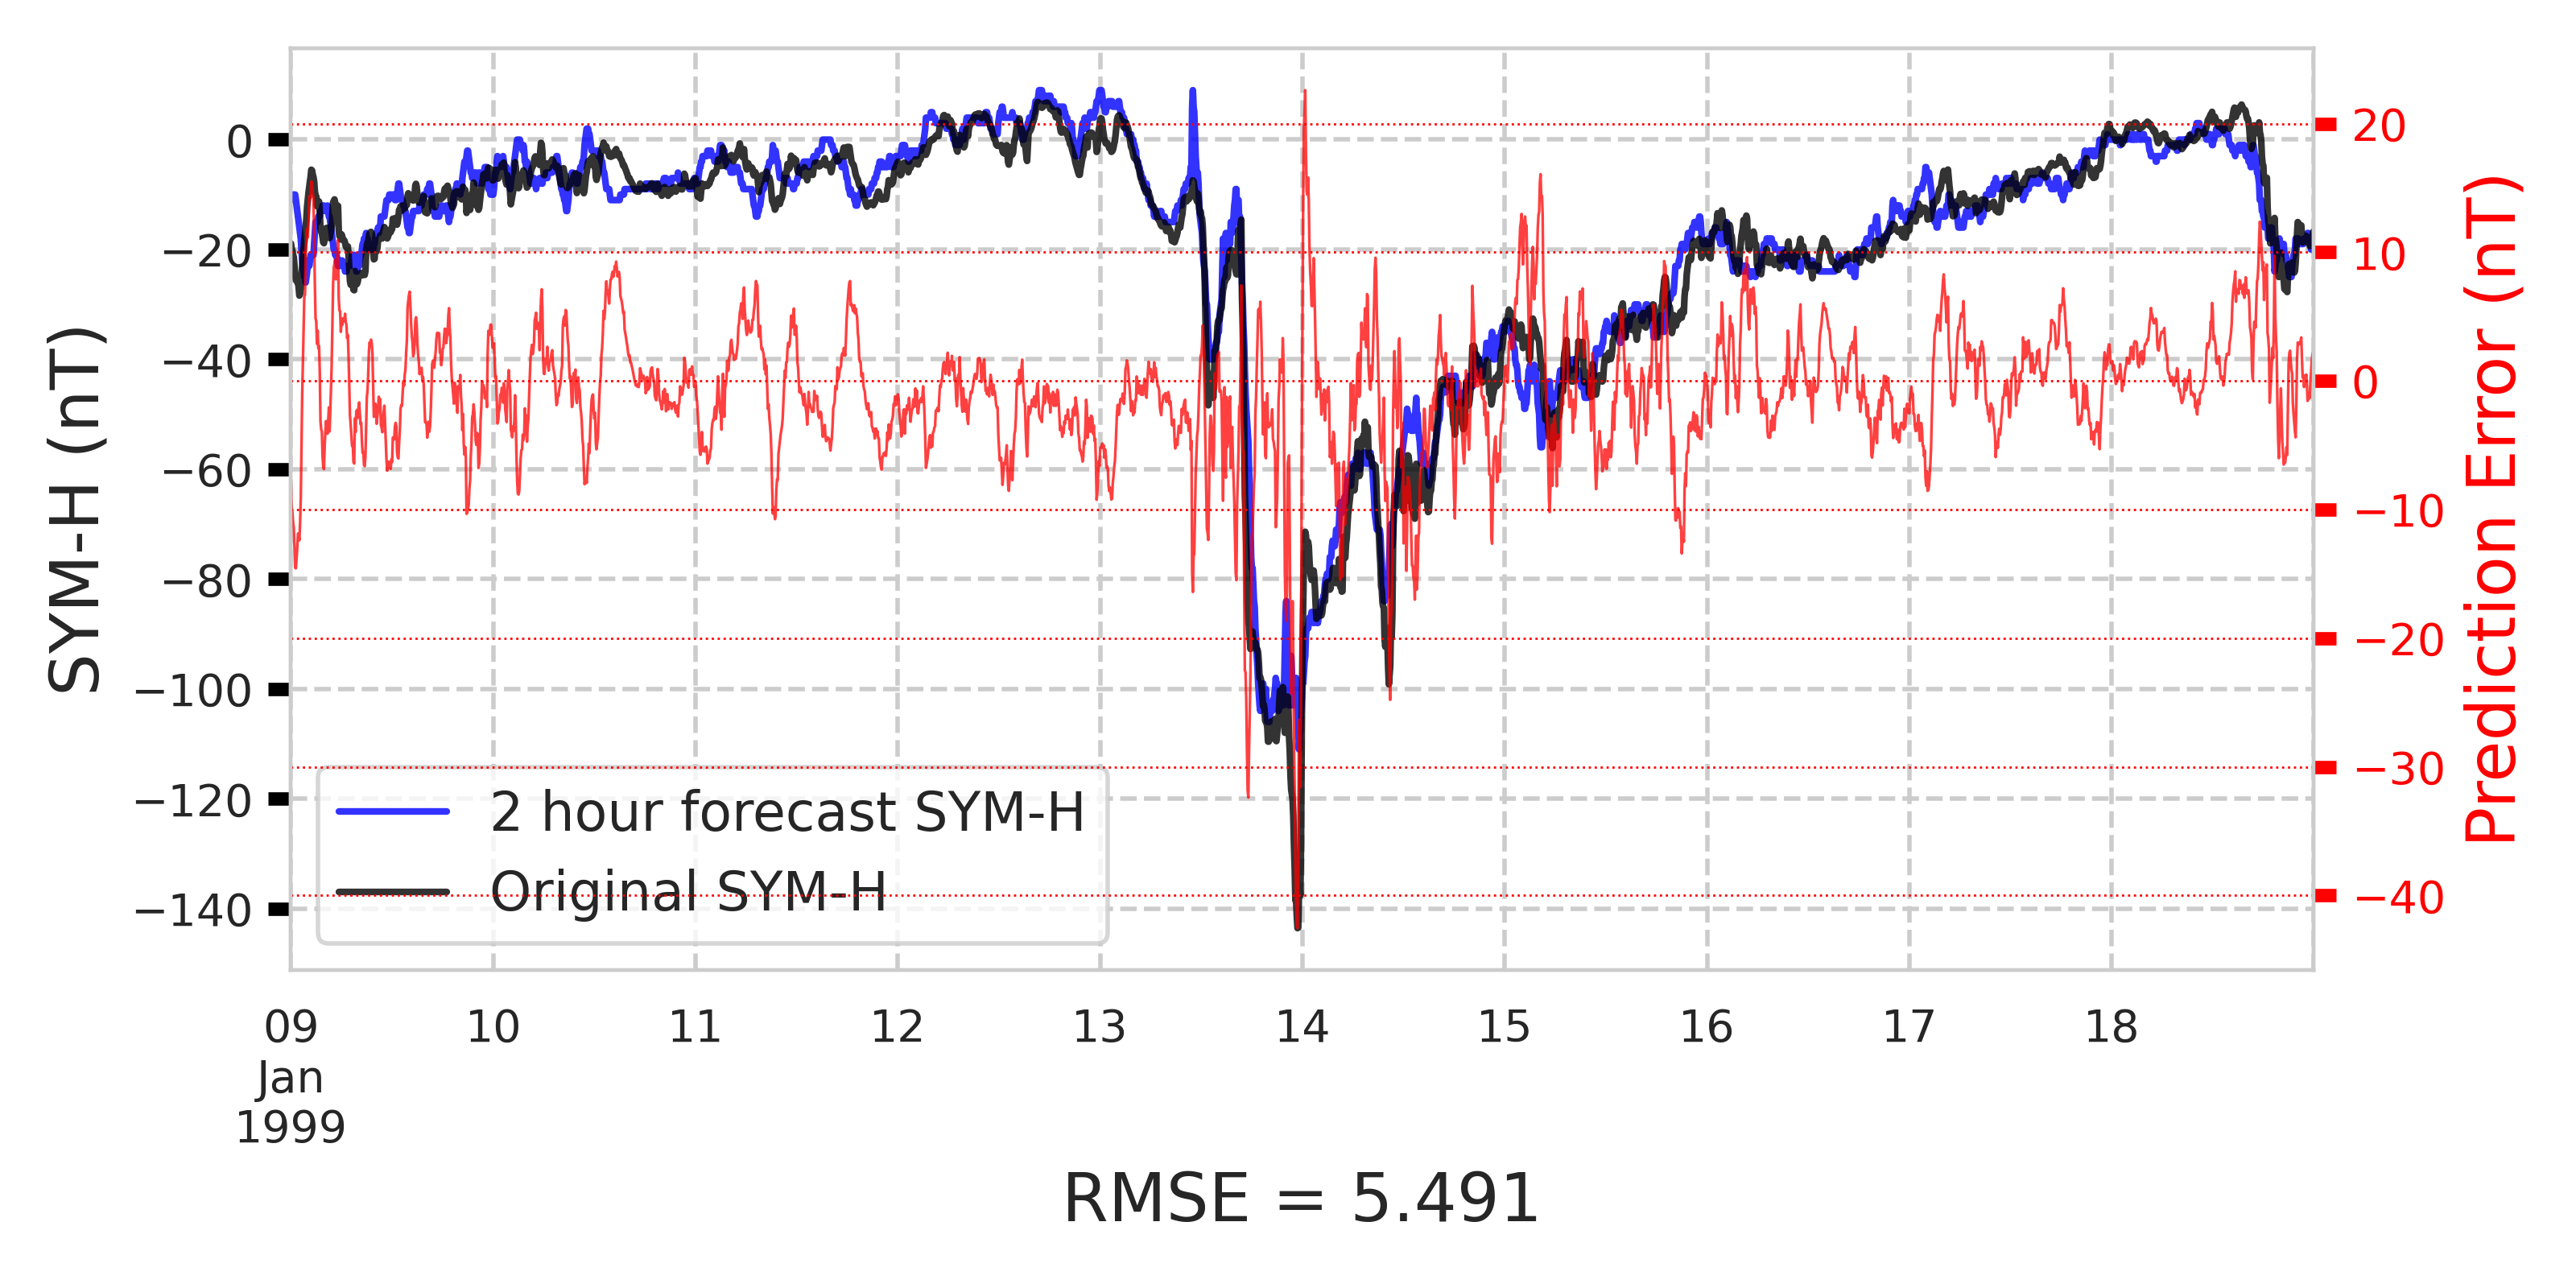 SYM-H (nT)
0
−20
−40
−60
−80
−100
−120
−140
2 hour forecast SYM-H
Original SYM-H
20
10
0
−10
−20
−30
−40
Prediction Error (nT)
09 10 11 12 13 14 15 16 17 18
Jan
1999
RMSE = 5.491